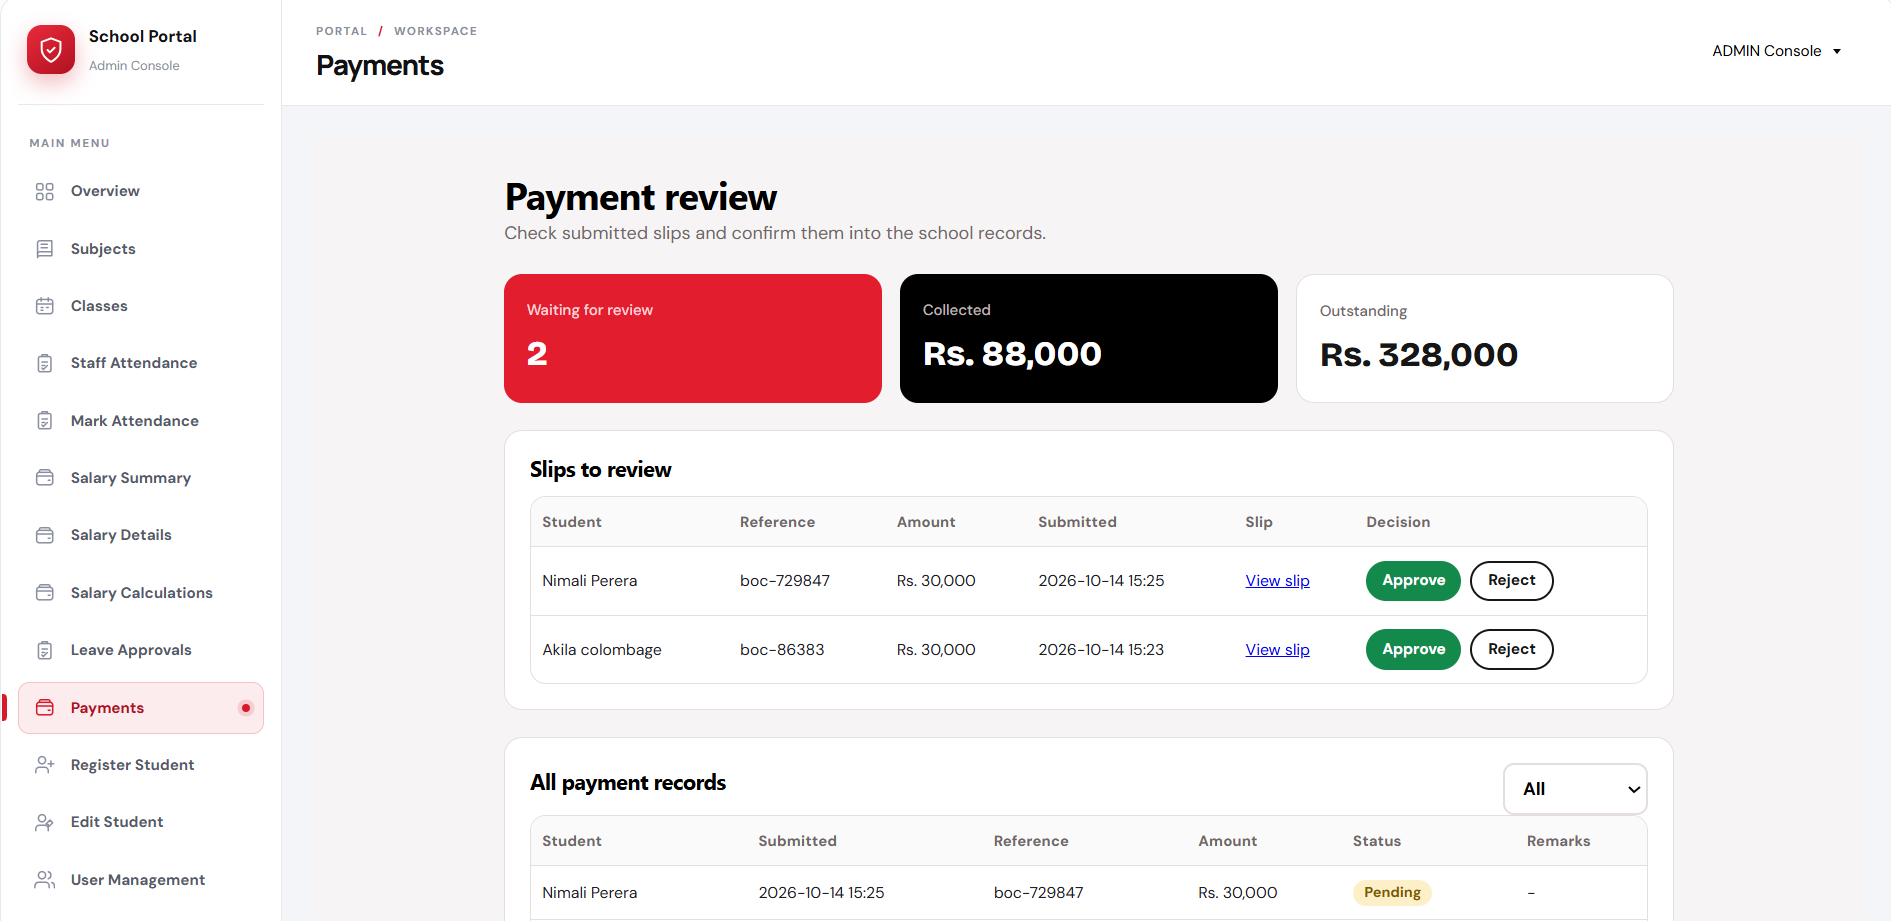 School Portal
Admin Console
MAIN MENU
Overview
Subjects
Classes
Staff Attendance
Mark Attendance
Salary Summary
Salary Details
Salary Calculations
Leave Approvals
Payments
Register Student
Edit Student
User Management
PORTAL / WORKSPACE
Payments
ADMIN Console
Payment review
Check submitted slips and confirm them into the school records.
Waiting for review
2
Collected
Rs. 88,000
Outstanding
Rs. 328,000
Slips to review
Student Reference Amount Submitted Slip Decision
Nimali Perera boc-729847 Rs. 30,000 2026-10-14 15:25 View slip Approve Reject
Akila colombage boc-86383 Rs. 30,000 2026-10-14 15:23 View slip Approve Reject
All payment records
All
Student Submitted Reference Amount Status Remarks
Nimali Perera 2026-10-14 15:25 boc-729847 Rs. 30,000 Pending -